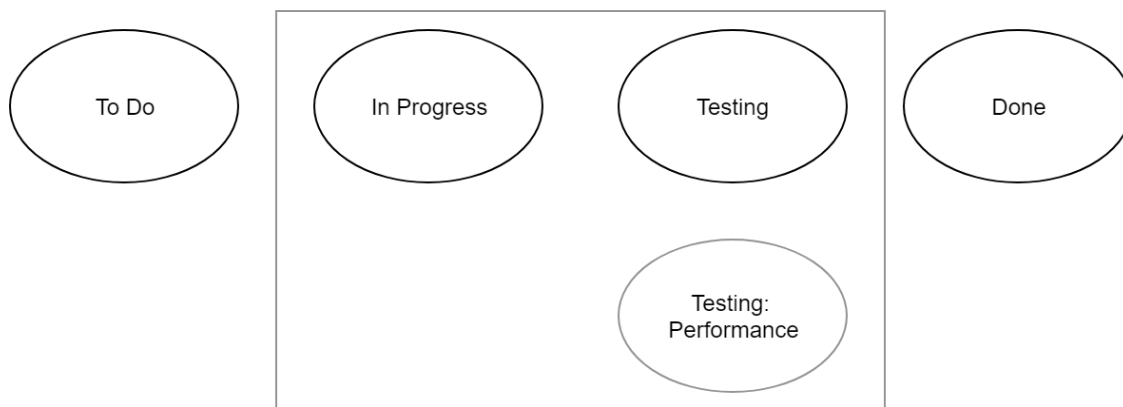 To Do
In Progress
Testing
Done
Testing:
Performance